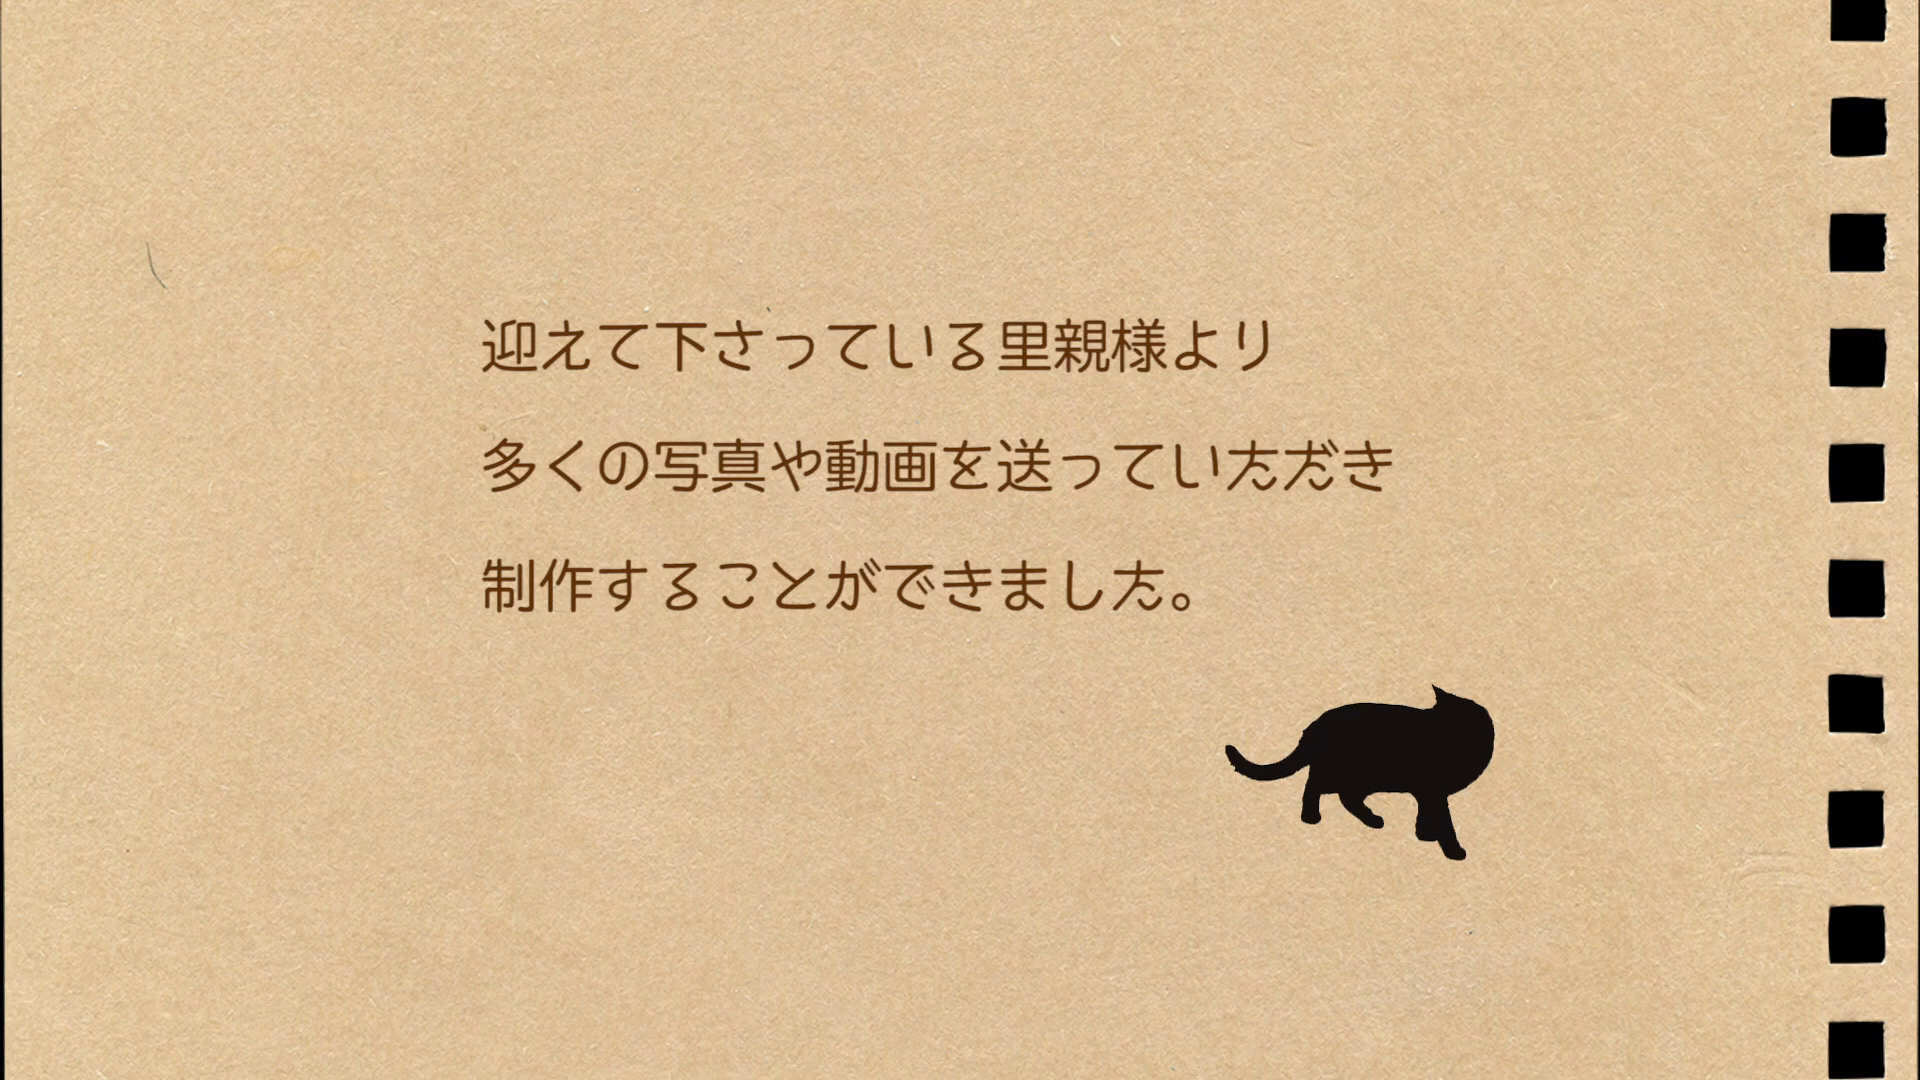 迎えて下さっている里親様より
多くの写真や動画を送っていただき
制作することができました。